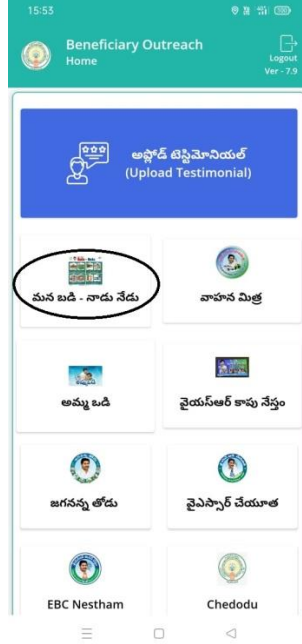 15:53
Beneficiary Outreach
Home
Logout
Ver - 7.9
అప్లోడ్ టెస్టిమోనియల్
(Upload Testimonial)
మన బడి - నాడు నేడు
వాహన మిత్ర
అమ్మ ఒడి
వైయస్ఆర్ కాపు నేస్తం
జగనన్న తోడు
వైఎస్సార్ చేయూత
EBC Nestham
Chedodu